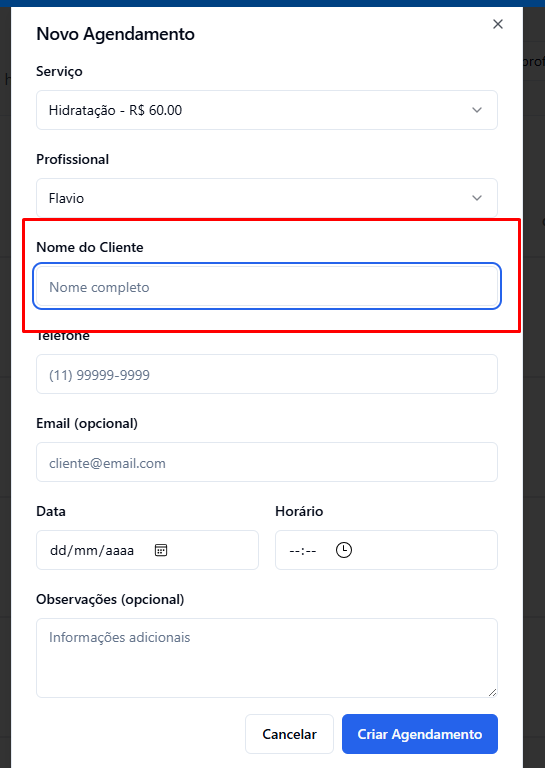 Novo Agendamento
Serviço
Hidratação - R$ 60.00
Profissional
Flavio
Nome do Cliente
Nome completo
Telefone
(11) 99999-9999
Email (opcional)
cliente@email.com
Data
Horário
dd/mm/aaaa
--:--
Observações (opcional)
Informações adicionais
Cancelar
Criar Agendamento